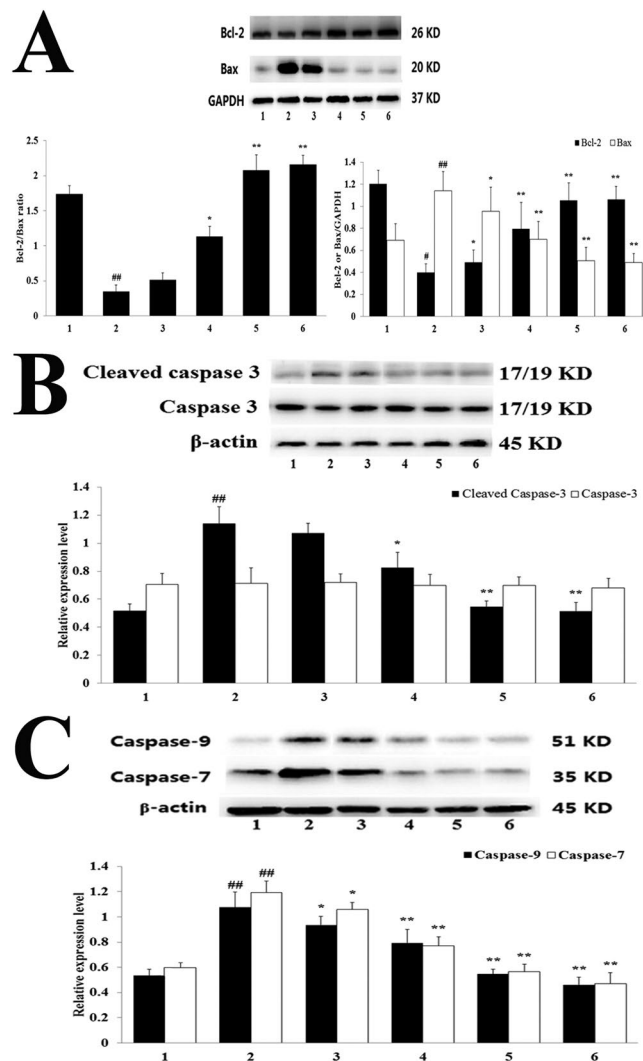 A
Bcl-2 26 KD
Bax 20 KD
GAPDH 37 KD
1 2 3 4 5 6
Bcl-2/Bax ratio
2.5
2
1.5
1
0.5
0
##
*
**
**
1 2 3 4 5 6
Bcl-2 Bax
Bcl-2 or Bax/GAPDH
1.4
1.2
1
0.8
0.6
0.4
0.2
0
#
##
*
*
*
**
**
**
**
**
1 2 3 4 5 6
B
Cleaved caspase 3 17/19 KD
Caspase 3 17/19 KD
β-actin 45 KD
1 2 3 4 5 6
Cleaved Caspase-3 Caspase-3
Relative expression level
1.4
1.2
1
0.8
0.6
0.4
0.2
0
##
*
**
**
1 2 3 4 5 6
C
Caspase-9 51 KD
Caspase-7 35 KD
β-actin 45 KD
1 2 3 4 5 6
Caspase-9 Caspase-7
Relative expression level
1.4
1.2
1
0.8
0.6
0.4
0.2
0
##
##
*
*
**
**
**
**
**
**
1 2 3 4 5 6